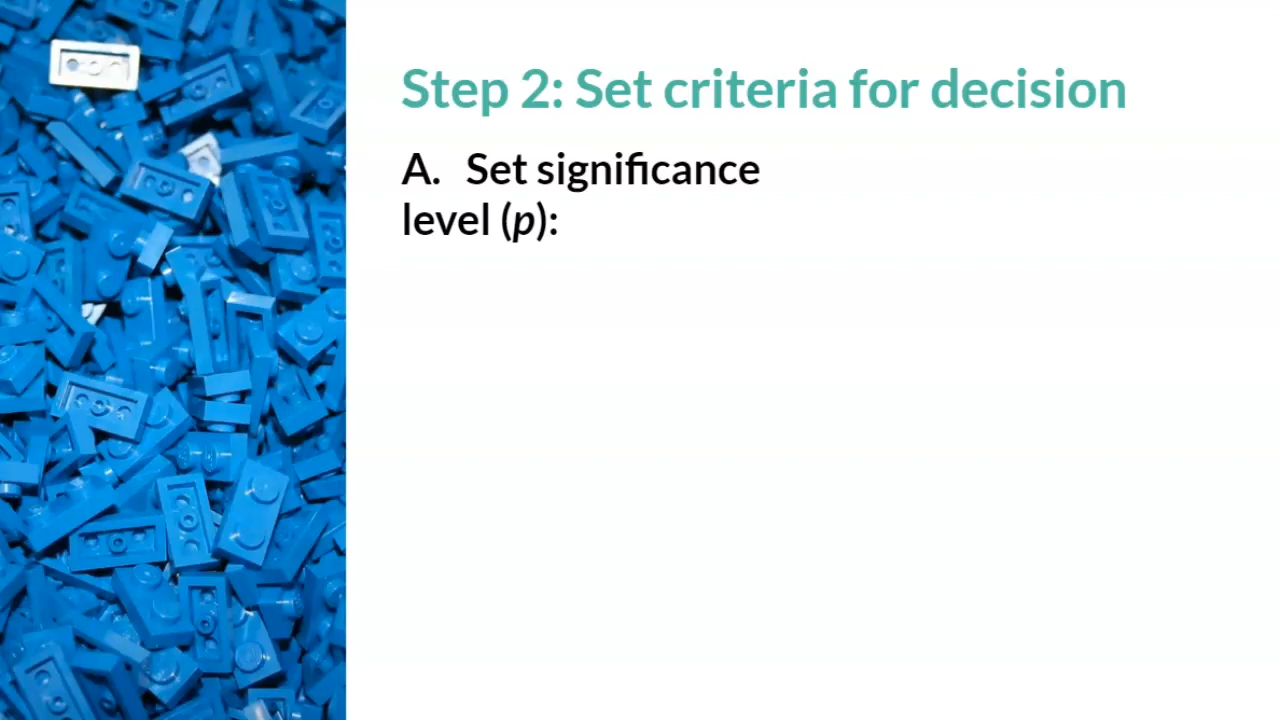 Step 2: Set criteria for decision
A. Set significance
level (p):